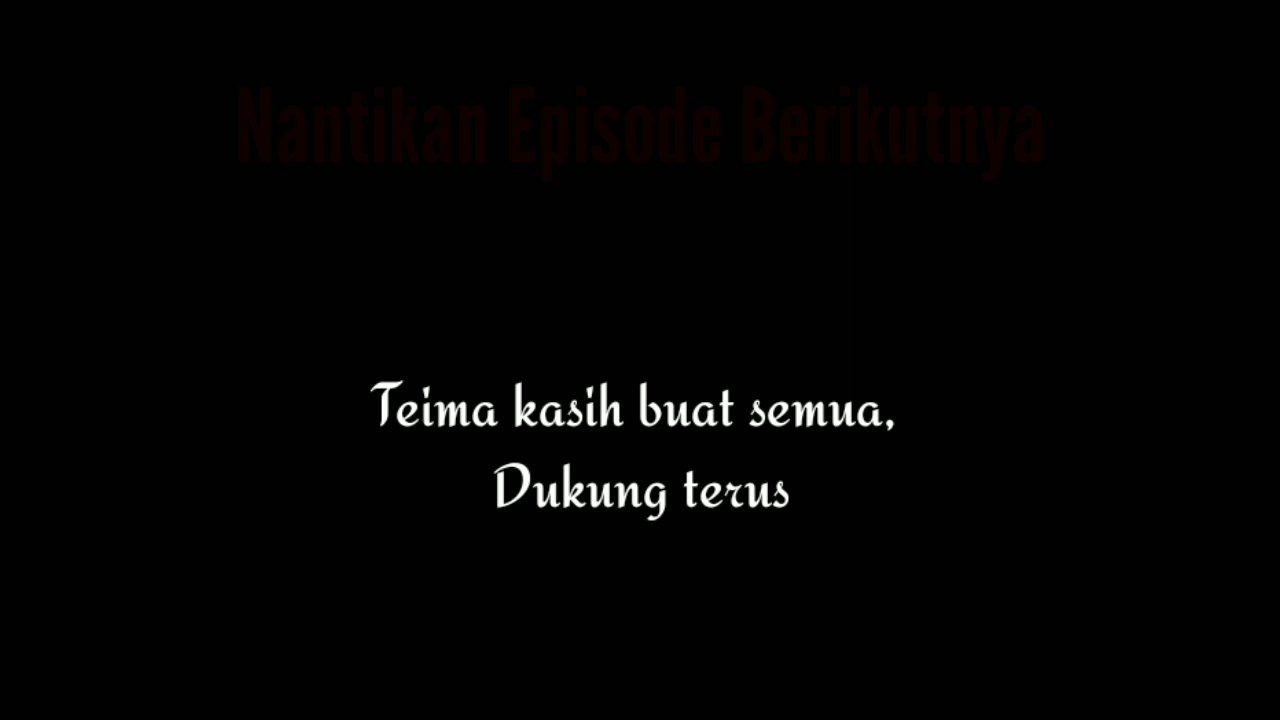 Nantikan Episode Berikutnya
Teima kasih buat semua,
Dukung terus